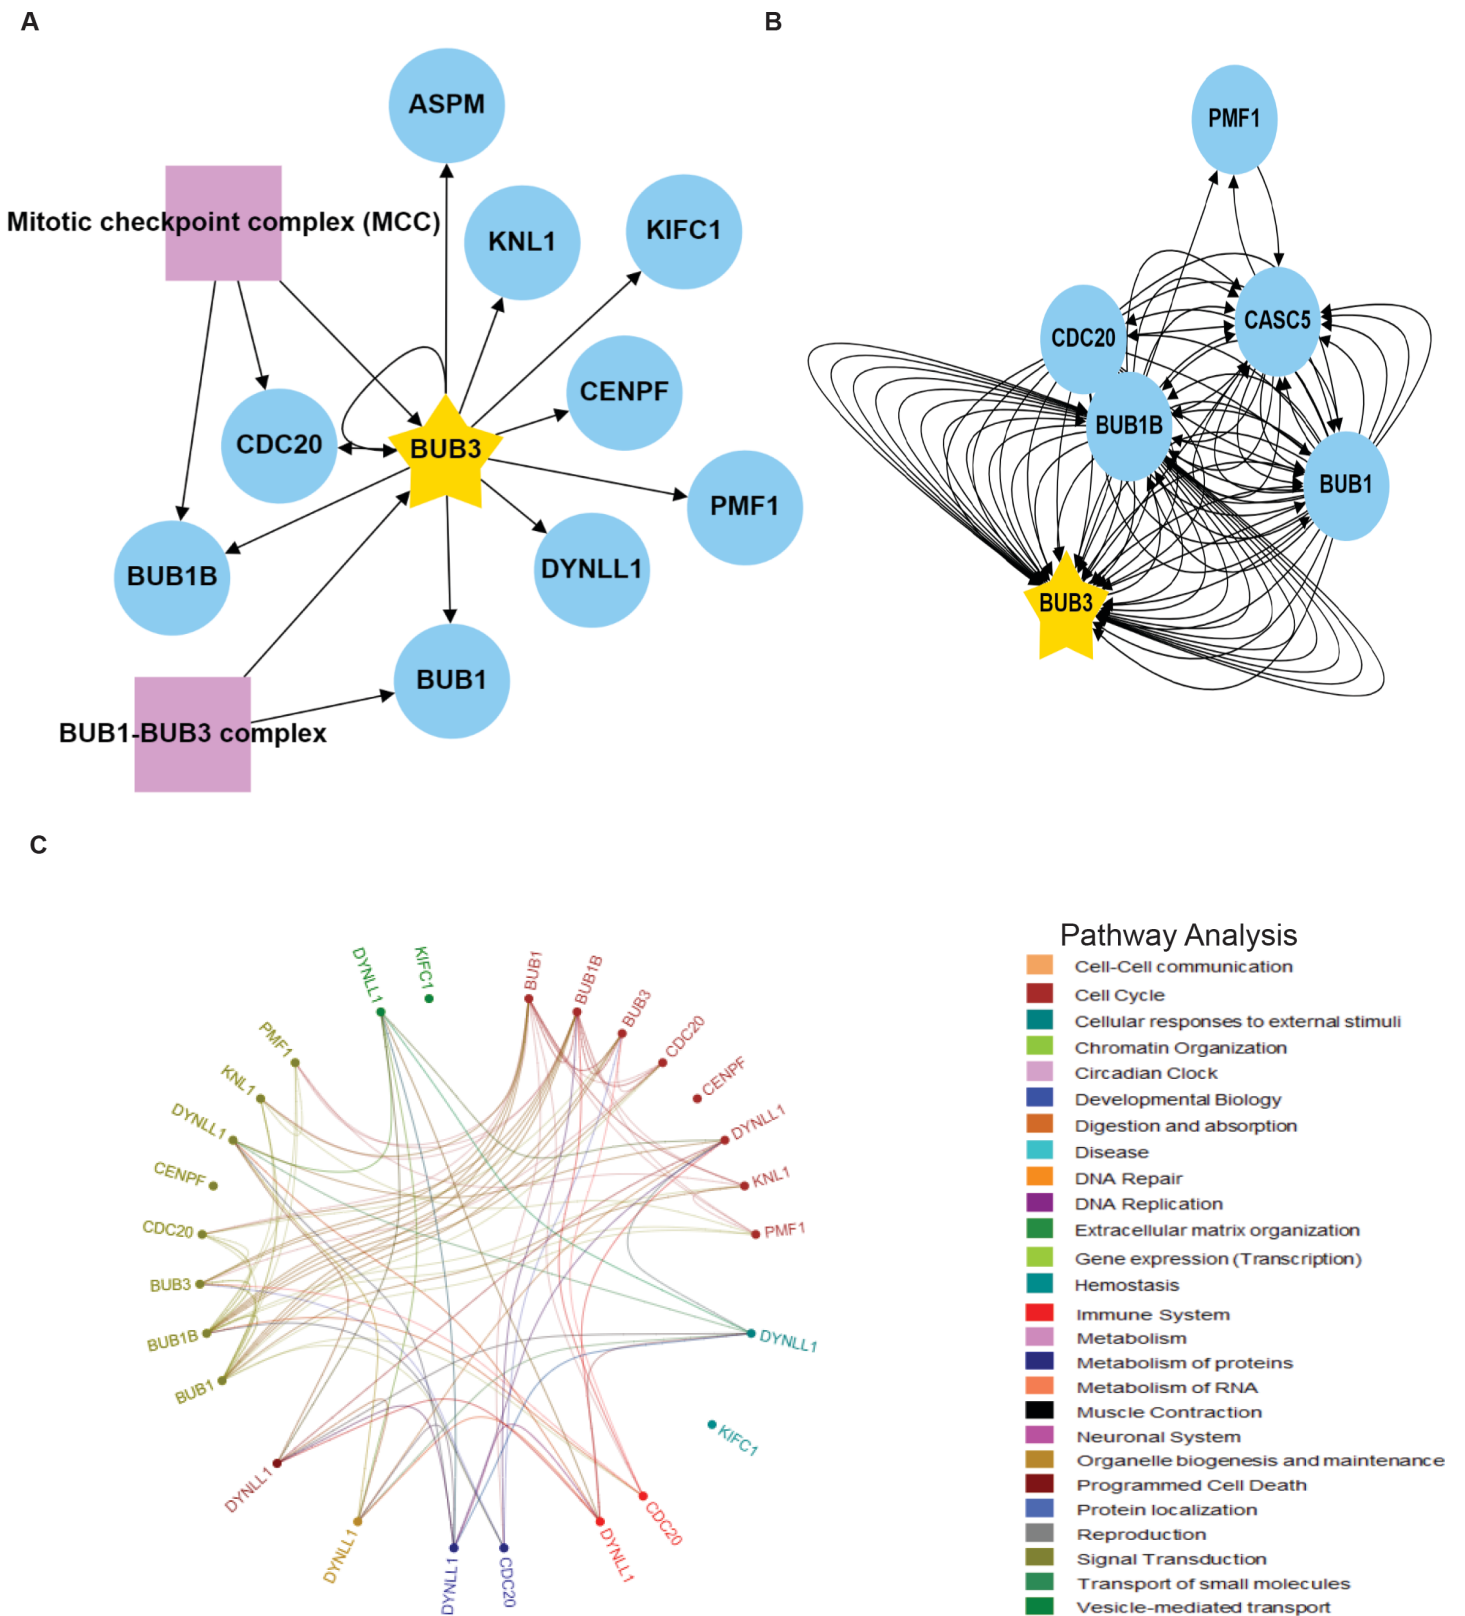 A
B
ASPM
Mitotic checkpoint complex (MCC)
KNL1
KIFC1
CENPF
CDC20
BUB3
PMF1
BUB1B
DYNLL1
BUB1
BUB1-BUB3 complex
PMF1
CASC5
CDC20
BUB1B
BUB1
BUB3
C
DYNLL1
KIFC1
BUB1
BUB1B
BUB3
CDC20
CENPF
DYNLL1
KNL1
PMF1
DYNLL1
KIFC1
CDC20
DYNLL1
CDC20
DYNLL1
DYNLL1
DYNLL1
BUB1
BUB1B
BUB3
CDC20
CENPF
DYNLL1
KNL1
PMF1
Pathway Analysis
Cell-Cell communication
Cell Cycle
Cellular responses to external stimuli
Chromatin Organization
Circadian Clock
Developmental Biology
Digestion and absorption
Disease
DNA Repair
DNA Replication
Extracellular matrix organization
Gene expression (Transcription)
Hemostasis
Immune System
Metabolism
Metabolism of proteins
Metabolism of RNA
Muscle Contraction
Neuronal System
Organelle biogenesis and maintenance
Programmed Cell Death
Protein localization
Reproduction
Signal Transduction
Transport of small molecules
Vesicle-mediated transport